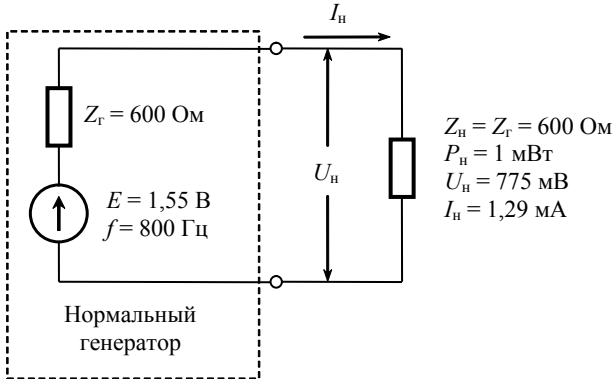 Iн
Zг = 600 Ом
E = 1,55 В
f = 800 Гц
Uн
Zн = Zг = 600 Ом
Pн = 1 мВт
Uн = 775 мВ
Iн = 1,29 мА
Нормальный
генератор